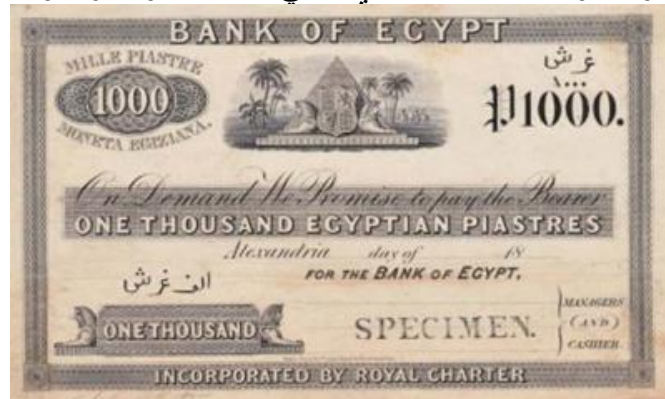 BANK OF EGYPT
MILLE PIASTRE
1000
MONETA EGIZIANA.
غرش
١٠٠٠
P1000.
On Demand We Promise to pay the Bearer
ONE THOUSAND EGYPTIAN PIASTRES
Alexandria day of 18
FOR THE BANK OF EGYPT,
الف غرش
ONE THOUSAND
SPECIMEN.
MANAGERS
(AND)
CASHIER
INCORPORATED BY ROYAL CHARTER